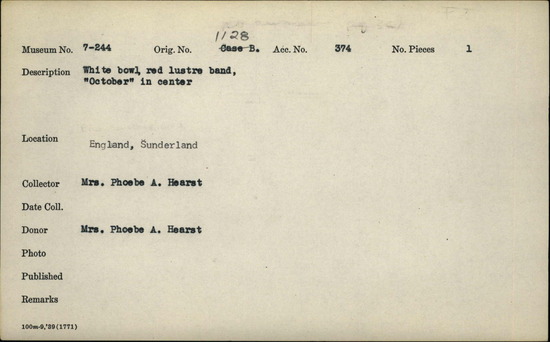 1128
Museum No. 7-244 Orig. No. Case B. Acc. No. 374 No. Pieces 1
Description White bowl, red lustre band,
"October" in center
Location England, Sunderland
Collector Mrs. Phoebe A. Hearst
Date Coll.
Donor Mrs. Phoebe A. Hearst
Photo
Published
Remarks
100m-9,'39(1771)